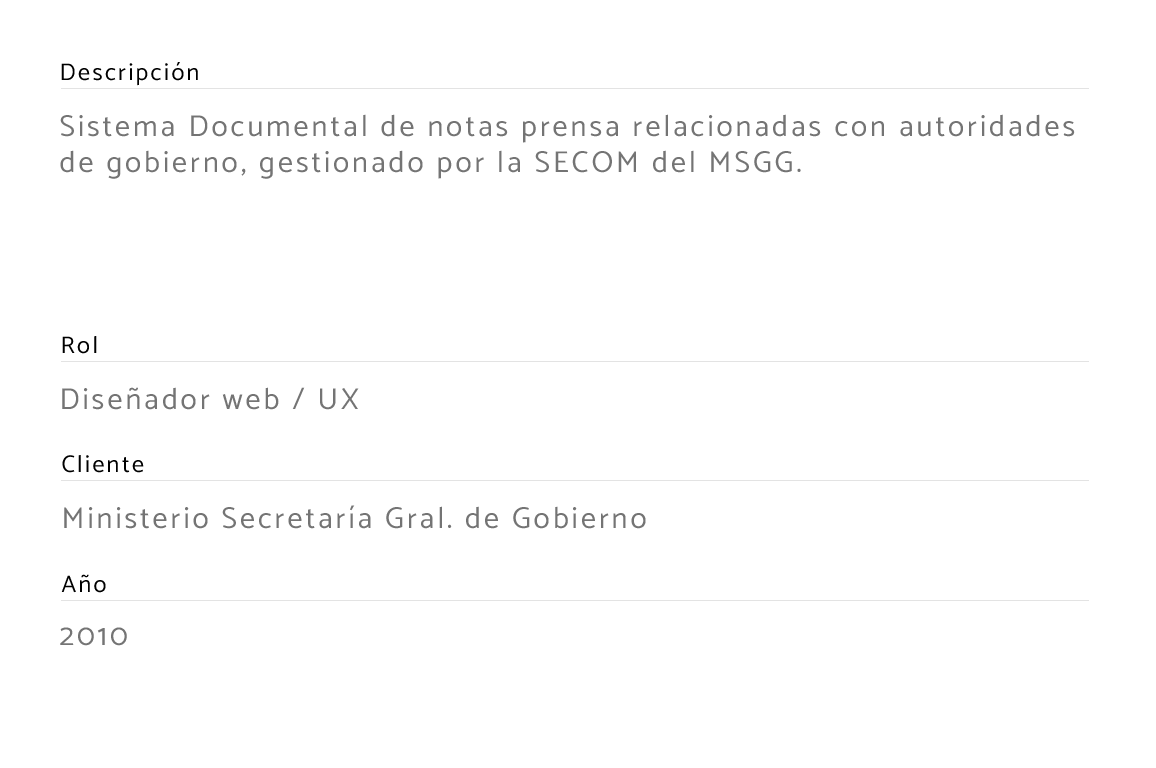 Descripción
Sistema Documental de notas prensa relacionadas con autoridades
de gobierno, gestionado por la SECOM del MSGG.
Rol
Diseñador web / UX
Cliente
Ministerio Secretaría Gral. de Gobierno
Año
2010